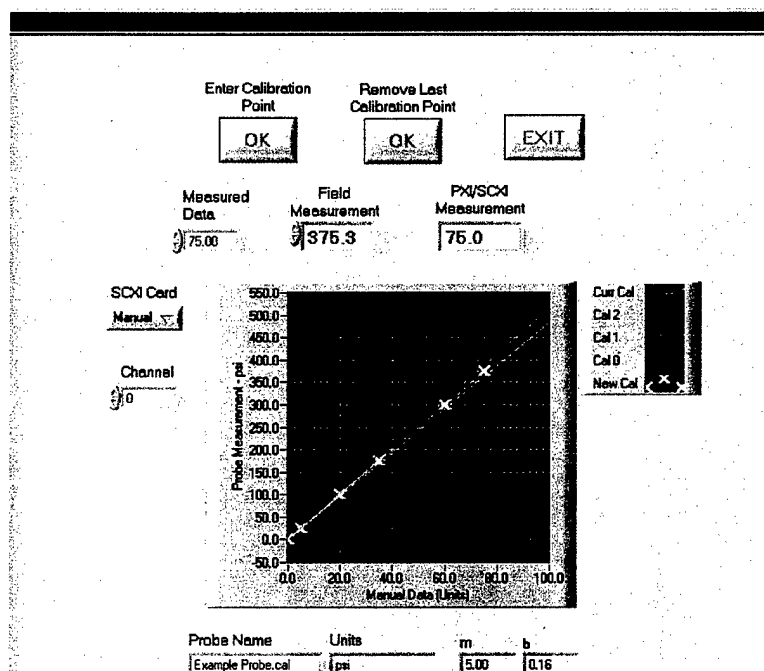 Enter Calibration Point
OK
Remove Last Calibration Point
OK
EXIT
Measured Data
75.00
Field Measurement
375.3
PXI/SCXI Measurement
75.0
SCXI Card
Manual
Channel
0
Probe Measurement - psi
550.0
500.0
450.0
400.0
350.0
300.0
250.0
200.0
150.0
100.0
50.0
0.0
-50.0
0.0 20.0 40.0 60.0 80.0 100.0
Manual Data (Units)
Curr Cal
Cal 2
Cal 1
Cal 0
New Cal
Probe Name
Example Probe.cal
Units
psi
m
5.00
b
0.16